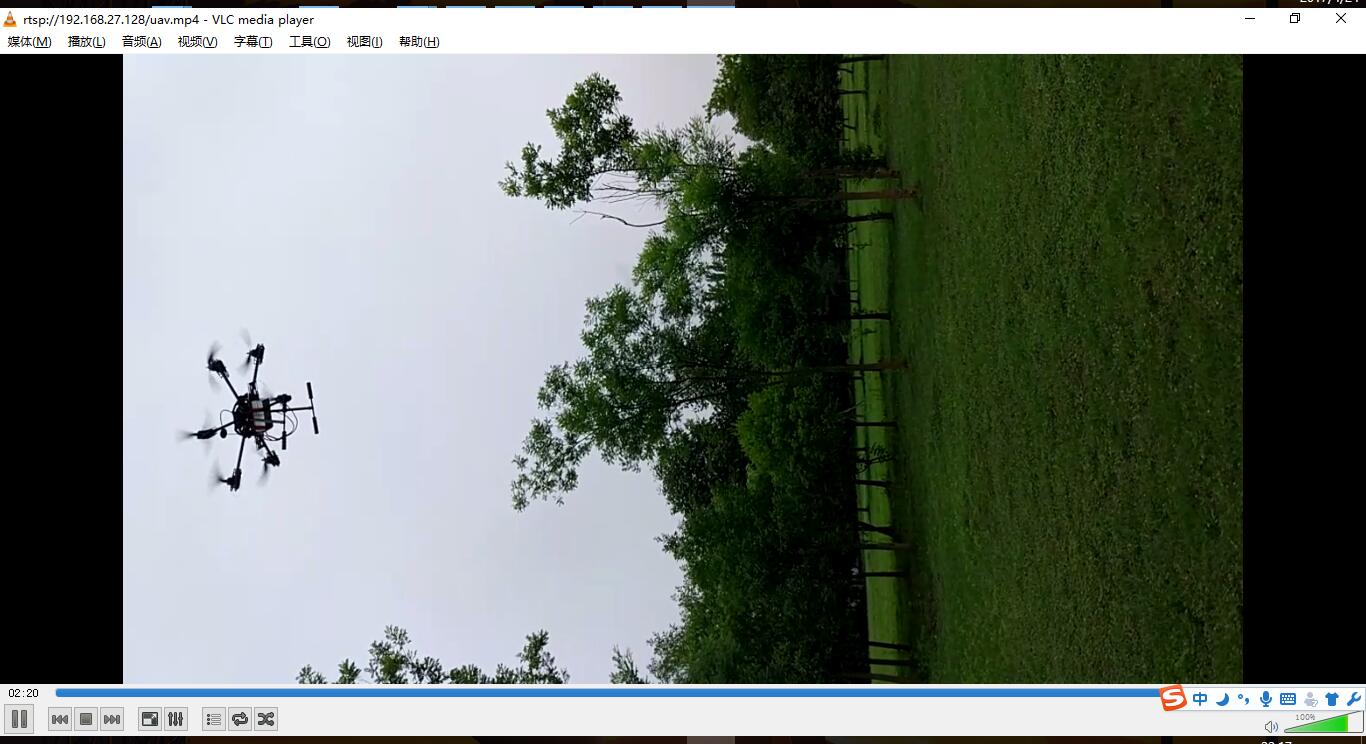 rtsp://192.168.27.128/uav.mp4 - VLC media player
媒体(M) 播放(L) 音频(A) 视频(V) 字幕(T) 工具(O) 视图(I) 帮助(H)
02:20
中
100%